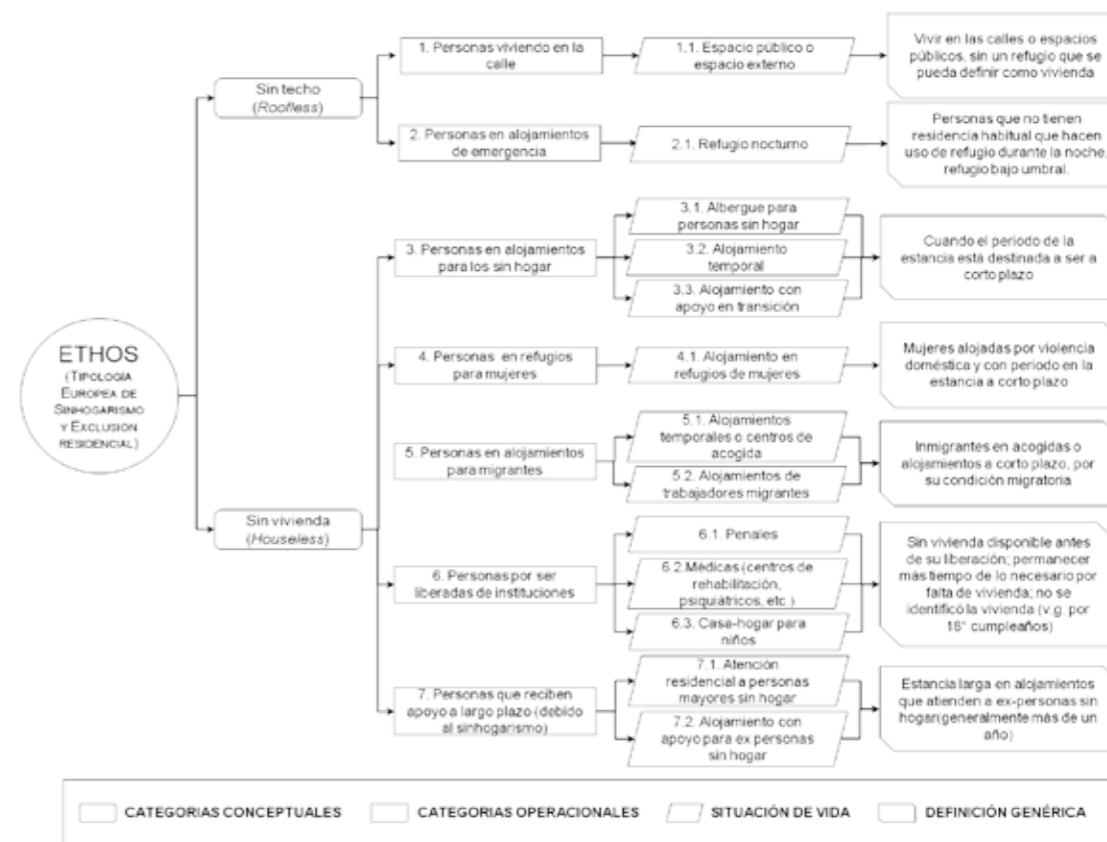 ETHOS
(TIPOLOGIA
EUROPEA DE
SINHOGARISMO
Y EXCLUSION
RESIDENCIAL)
Sin techo
(Roofless)
1. Personas viviendo en la
calle
1.1. Espacio público o
espacio externo
Vivir en las calles o espacios
públicos, sin un refugio que se
pueda definir como vivienda
2. Personas en alojamientos
de emergencia
2.1. Refugio nocturno
Personas que no tienen
residencia habitual que hacen
uso de refugio durante la noche,
refugio bajo umbral.
Sin vivienda
(Houseless)
3. Personas en alojamientos
para los sin hogar
3.1. Albergue para
personas sin hogar
3.2. Alojamiento
temporal
3.3. Alojamiento con
apoyo en transición
Cuando el periodo de la
estancia está destinada a ser a
corto plazo
4. Personas en refugios
para mujeres
4.1. Alojamiento en
refugios de mujeres
Mujeres alojadas por violencia
doméstica y con periodo en la
estancia a corto plazo
5. Personas en alojamientos
para migrantes
5.1. Alojamientos
temporales o centros de
acogida
5.2. Alojamientos de
trabajadores migrantes
Inmigrantes en acogidas o
alojamientos a corto plazo, por
su condición migratoria
6. Personas por ser
liberadas de instituciones
6.1. Penales
6.2.Médicas (centros de
rehabilitación,
psiquiátricos, etc.)
6.3. Casa-hogar para
niños
Sin vivienda disponible antes
de su liberación; permanecer
más tiempo de lo necesario por
falta de vivienda; no se
identificó la vivienda (v.g. por
18° cumpleaños)
7. Personas que reciben
apoyo a largo plazo (debido
al sinhogarismo)
7.1. Atención
residencial a personas
mayores sin hogar
7.2. Alojamiento con
apoyo para ex personas
sin hogar
Estancia larga en alojamientos
que atienden a ex-personas sin
hogar(generalmente más de un
año)
CATEGORIAS CONCEPTUALES
CATEGORIAS OPERACIONALES
SITUACIÓN DE VIDA
DEFINICIÓN GENÉRICA